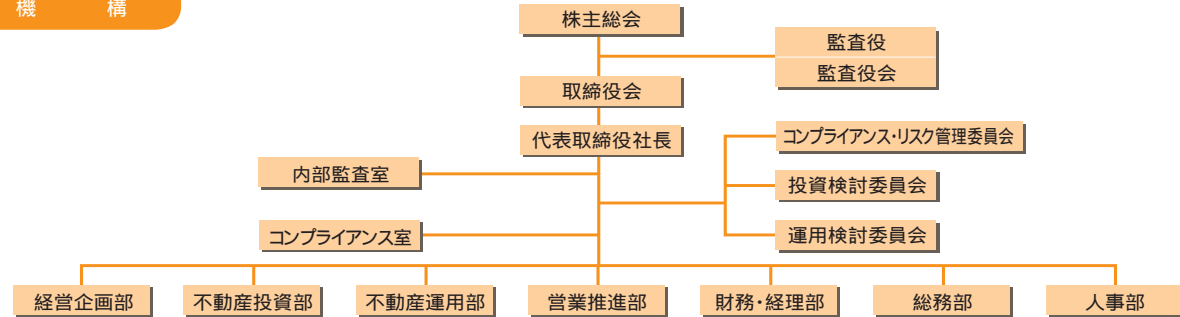 機 構
株主総会
監査役
監査役会
取締役会
代表取締役社長
コンプライアンス・リスク管理委員会
内部監査室
投資検討委員会
コンプライアンス室
運用検討委員会
経営企画部
不動産投資部
不動産運用部
営業推進部
財務・経理部
総務部
人事部